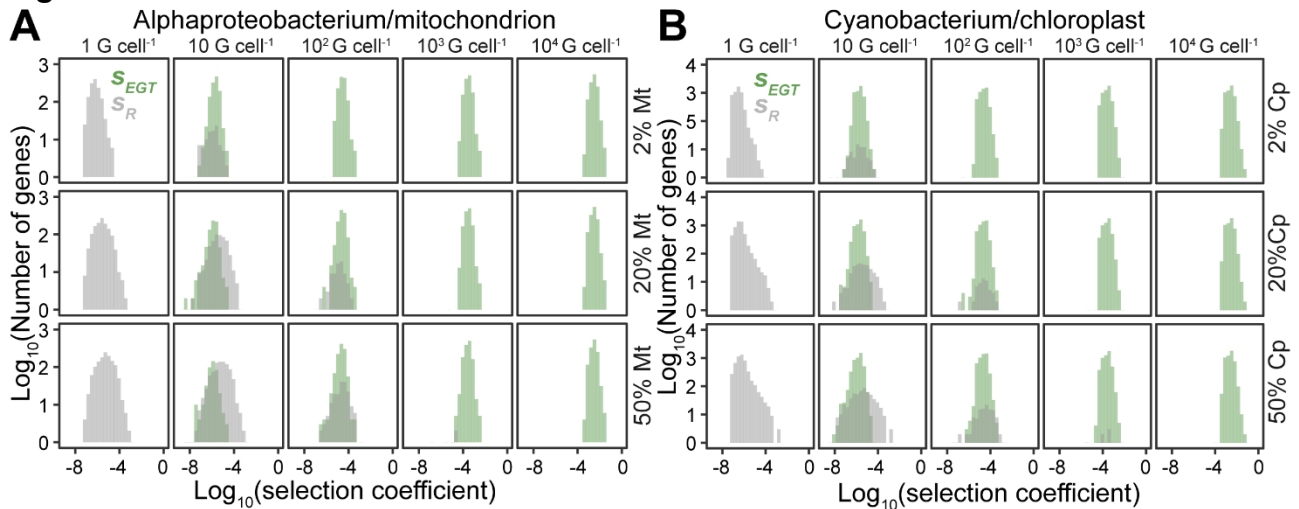 A
Alphaproteobacterium/mitochondrion
1 G cell⁻¹ 10 G cell⁻¹ 10² G cell⁻¹ 10³ G cell⁻¹ 10⁴ G cell⁻¹
Log₁₀(Number of genes)
S_EGT
S_R
3
2
1
0
2% Mt
3
2
1
0
20% Mt
3
2
1
0
50% Mt
-8 -4 0 -8 -4 0 -8 -4 0 -8 -4 0 -8 -4 0
Log₁₀(selection coefficient)
B
Cyanobacterium/chloroplast
1 G cell⁻¹ 10 G cell⁻¹ 10² G cell⁻¹ 10³ G cell⁻¹ 10⁴ G cell⁻¹
Log₁₀(Number of genes)
S_EGT
S_R
4
3
5
1
0
2% Cp
4
3
2
1
0
20%Cp
4
3
2
1
0
50% Cp
-8 -4 0 -8 -4 0 -8 -4 0 -8 -4 0 -8 -4 0
Log₁₀(selection coefficient)